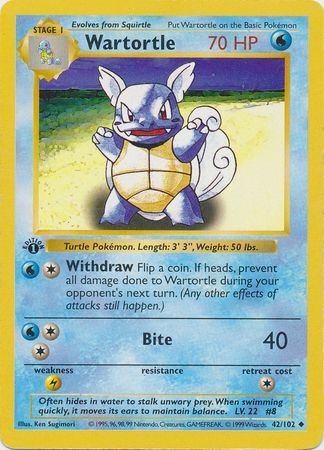 Evolves from Squirtle Put Wartortle on the Basic Pokémon
STAGE 1
Wartortle 70 HP
EDITION
1
Turtle Pokémon. Length: 3' 3", Weight: 50 lbs.
Withdraw Flip a coin. If heads, prevent
all damage done to Wartortle during your
opponent's next turn. (Any other effects of
attacks still happen.)
Bite 40
weakness resistance retreat cost
Often hides in water to stalk unwary prey. When swimming
quickly, it moves its ears to maintain balance. LV. 22 #8
Illus. Ken Sugimori © 1995, 96, 98, 99 Nintendo, Creatures, GAMEFREAK. © 1999 Wizards. 42/102